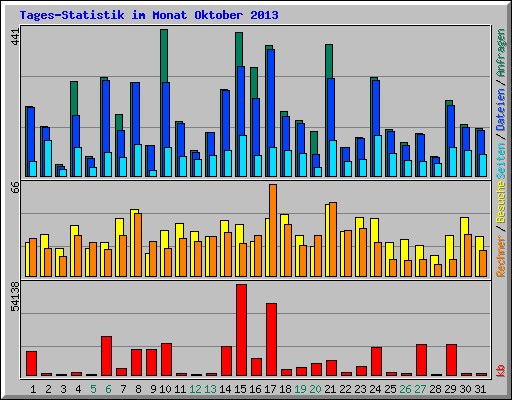 Tages-Statistik im Monat Oktober 2013
441
66
54138
Rechner / Besuche Seiten / Dateien / Anfragen
kb
1 2 3 4 5 6 7 8 9 10 11 12 13 14 15 16 17 18 19 20 21 22 23 24 25 26 27 28 29 30 31